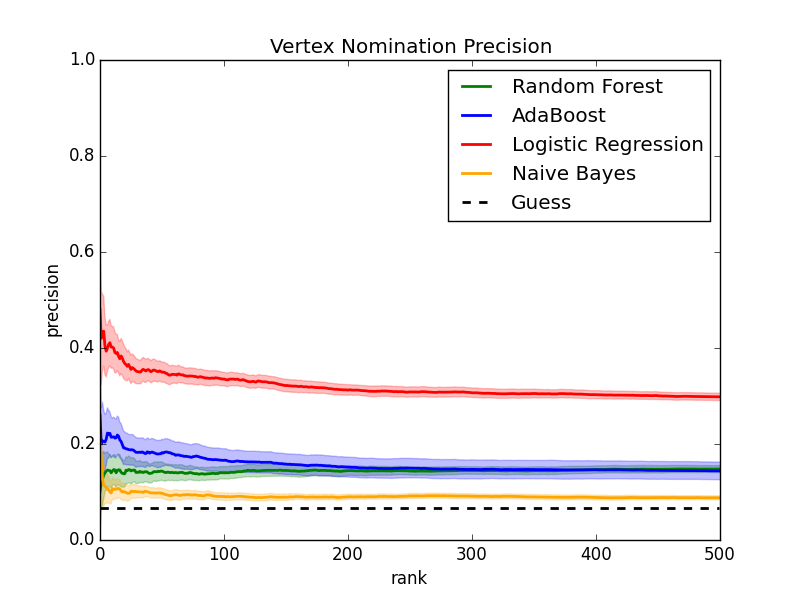 Vertex Nomination Precision
1.0
0.8
0.6
0.4
0.2
0.0
precision
Random Forest
AdaBoost
Logistic Regression
Naive Bayes
Guess
0 100 200 300 400 500
rank